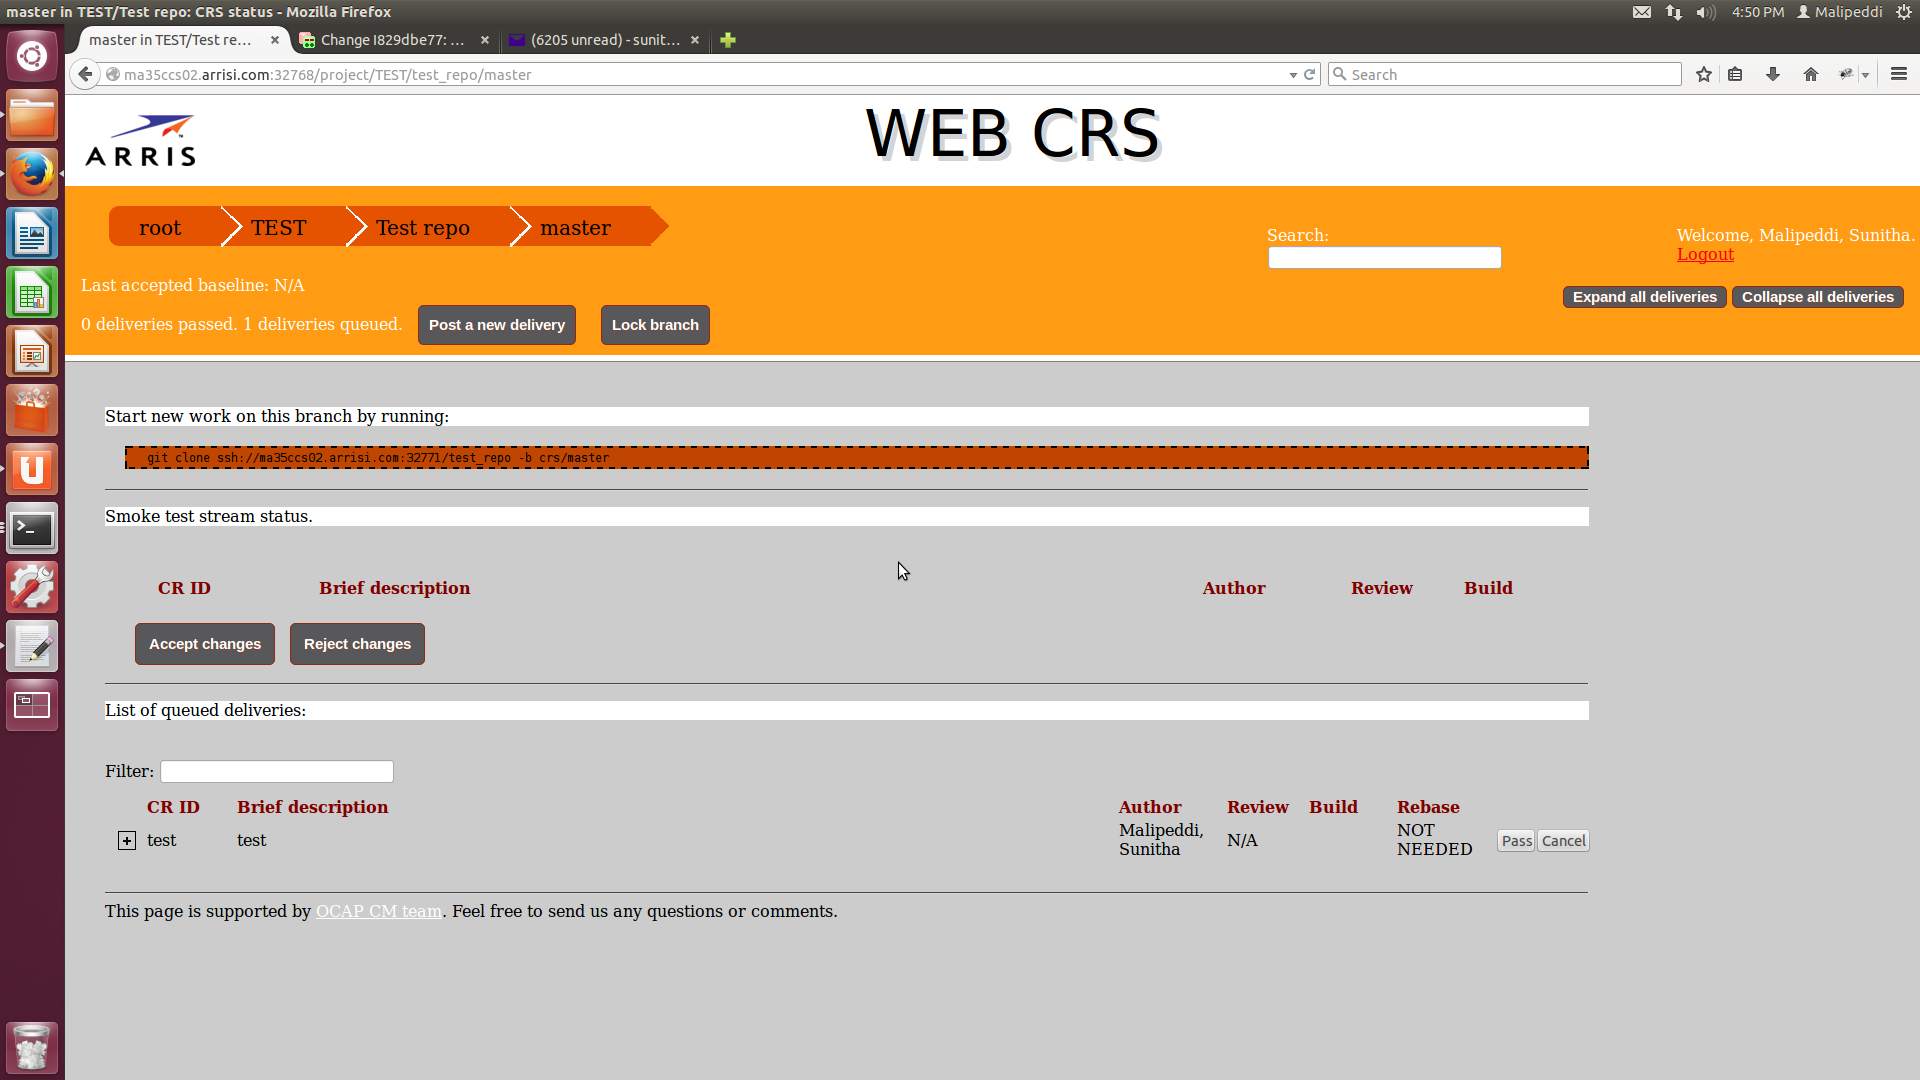 master in TEST/Test repo: CRS status - Mozilla Firefox
4:50 PM Malipeddi
master in TEST/Test re...
Change I829dbe77: ...
(6205 unread) - sunit...
ma35ccs02.arrisi.com:32768/project/TEST/test_repo/master
Search
ARRIS
WEB CRS
root
TEST
Test repo
master
Search:
Welcome, Malipeddi, Sunitha.
Logout
Last accepted baseline: N/A
Expand all deliveries
Collapse all deliveries
0 deliveries passed. 1 deliveries queued.
Post a new delivery
Lock branch
Start new work on this branch by running:
git clone ssh://ma35ccs02.arrisi.com:32771/test_repo -b crs/master
Smoke test stream status.
CR ID Brief description Author Review Build
Accept changes
Reject changes
List of queued deliveries:
Filter:
CR ID Brief description Author Review Build Rebase
test test Malipeddi, Sunitha N/A NOT NEEDED Pass Cancel
This page is supported by OCAP CM team. Feel free to send us any questions or comments.